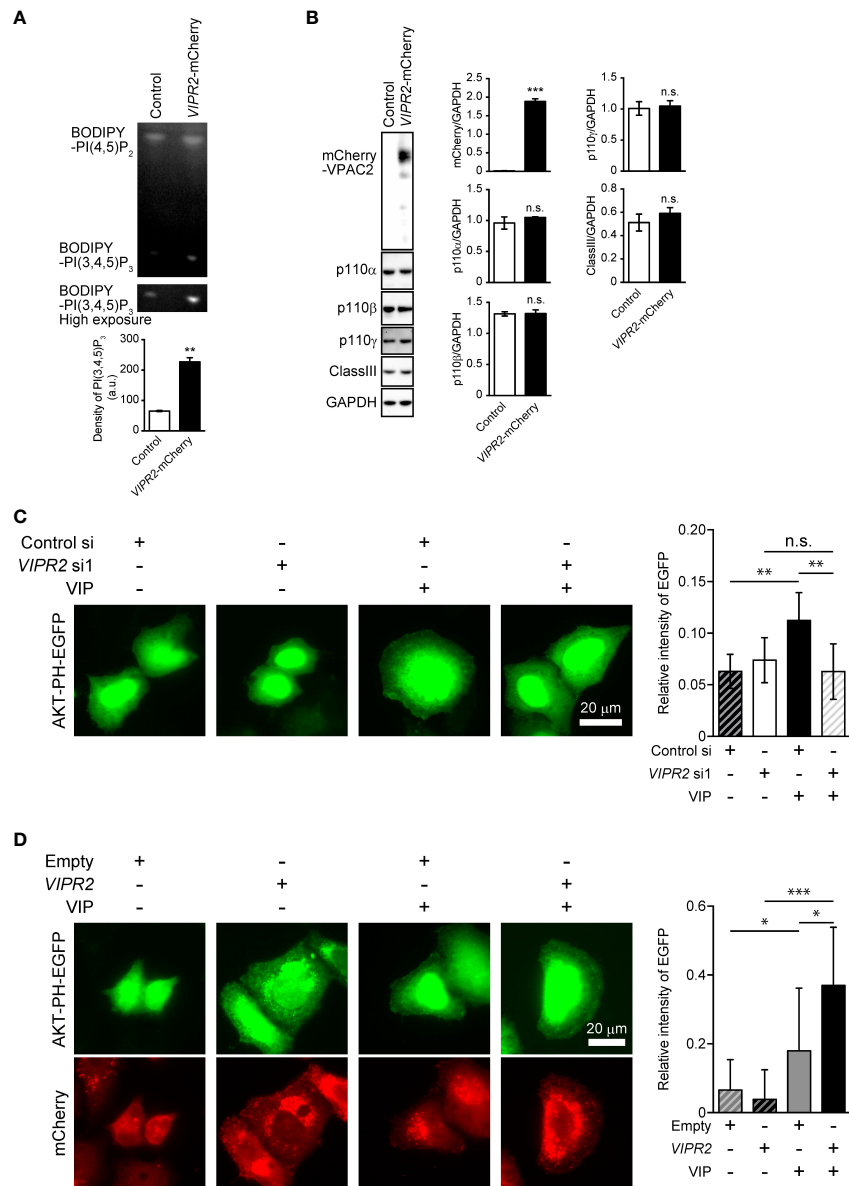 A
Control
VIPR2-mCherry
BODIPY
-PI(4,5)P2
BODIPY
-PI(3,4,5)P3
BODIPY
-PI(3,4,5)P3
High exposure
Density of PI(3,4,5)P3
(a.u.)
300
200
100
0
**
Control
VIPR2-mCherry
B
Control
VIPR2-mCherry
mCherry
-VPAC2
p110α
p110β
p110γ
ClassIII
GAPDH
mCherry/GAPDH
2.5
2.0
1.5
1.0
0.5
0
***
p110γ/GAPDH
1.5
1.0
0.5
0
n.s.
p110α/GAPDH
1.5
1.0
0.5
0
n.s.
ClassIII/GAPDH
0.8
0.6
0.4
0.2
0
n.s.
Control
VIPR2-mCherry
p110β/GAPDH
1.5
1.0
0.5
0
n.s.
Control
VIPR2-mCherry
C
Control si + - + -
VIPR2 si1 - + - +
VIP - - + +
AKT-PH-EGFP
20 μm
Relative intensity of EGFP
0.20
0.15
0.10
0.05
0
n.s.
** **
Control si + - + -
VIPR2 si1 - + - +
VIP - - + +
D
Empty + - + -
VIPR2 - + - +
VIP - - + +
AKT-PH-EGFP
20 μm
mCherry
Relative intensity of EGFP
0.6
0.4
0.2
0
***
* *
Empty + - + -
VIPR2 - + - +
VIP - - + +